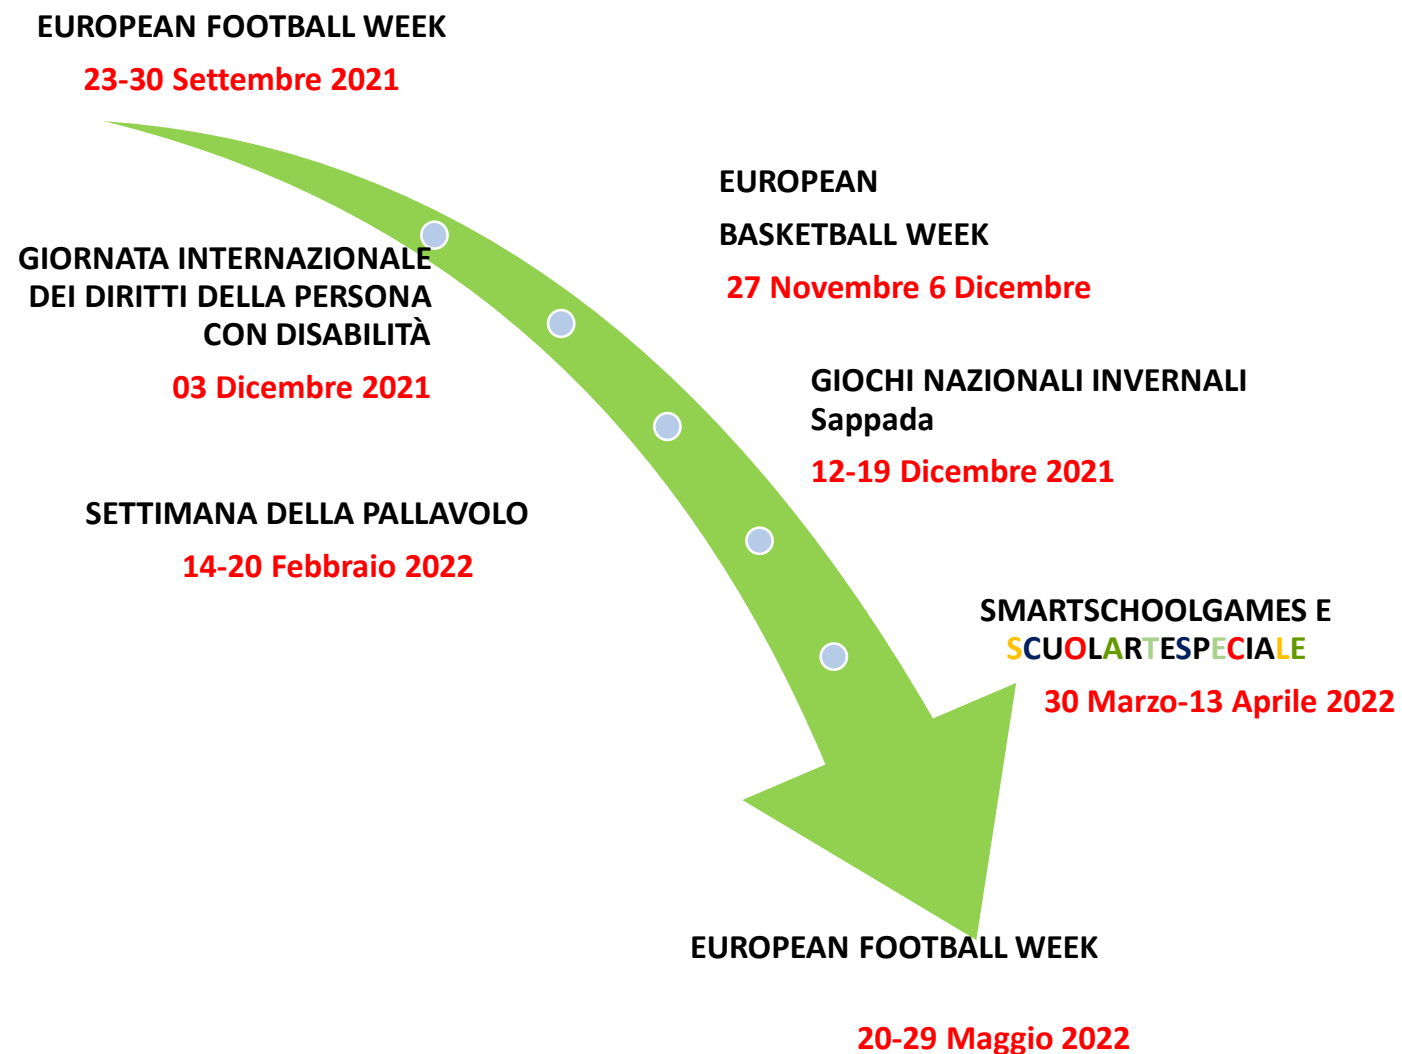 EUROPEAN FOOTBALL WEEK
23-30 Settembre 2021
EUROPEAN
BASKETBALL WEEK
27 Novembre 6 Dicembre
GIORNATA INTERNAZIONALE
DEI DIRITTI DELLA PERSONA
CON DISABILITÀ
03 Dicembre 2021
GIOCHI NAZIONALI INVERNALI
Sappada
12-19 Dicembre 2021
SETTIMANA DELLA PALLAVOLO
14-20 Febbraio 2022
SMARTSCHOOLGAMES E
SCUOLARTESPECIALE
30 Marzo-13 Aprile 2022
EUROPEAN FOOTBALL WEEK
20-29 Maggio 2022